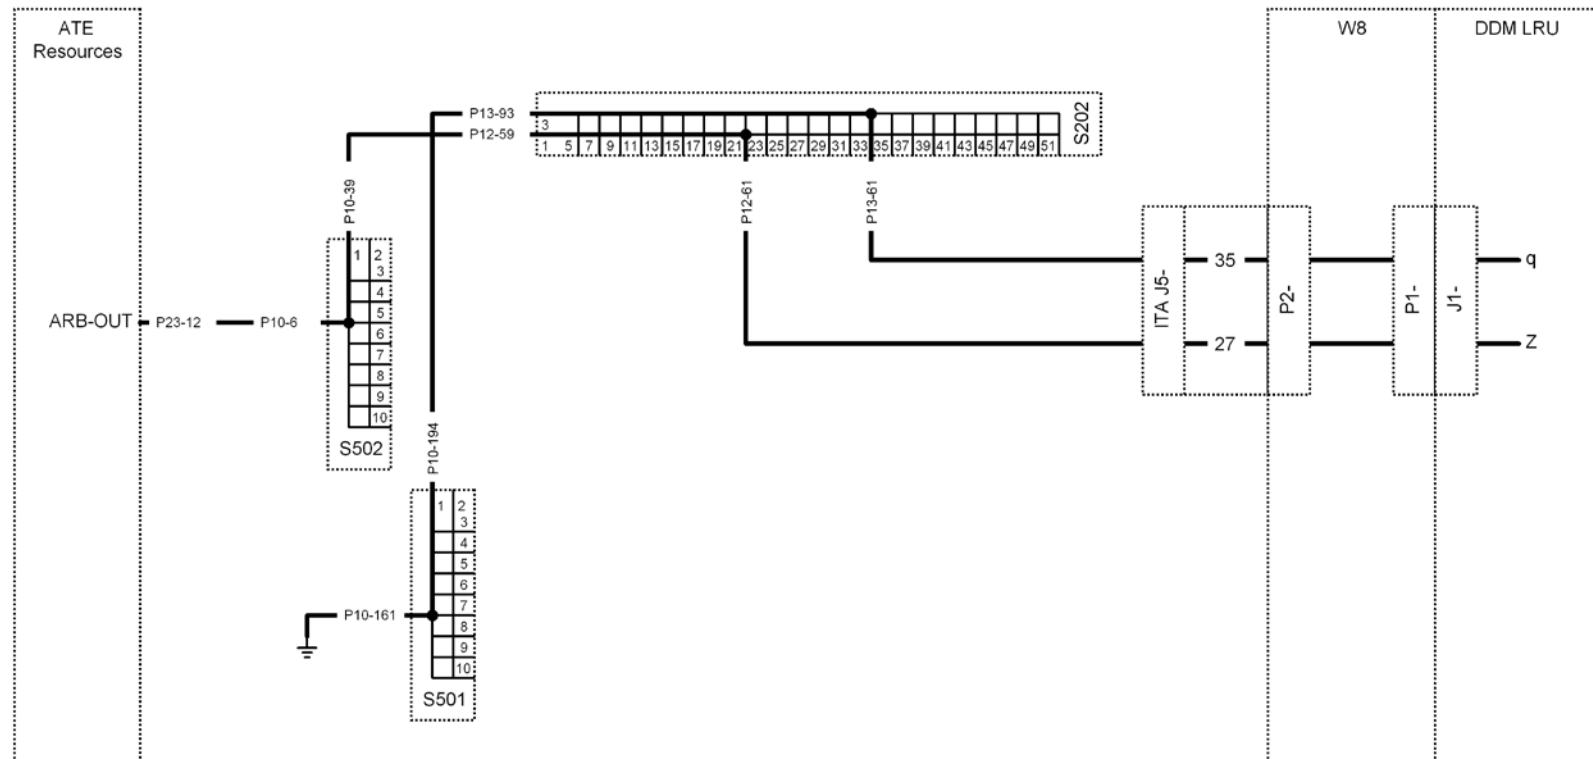 ATE
Resources
W8
DDM LRU
P13-93
P12-59
3
1 5 7 9 11 13 15 17 19 21 23 25 27 29 31 33 35 37 39 41 43 45 47 49 51
S202
P10-39
P12-61
P13-61
1 2
3
4
5
6
7
8
9
10
S502
ARB-OUT
P23-12
P10-6
ITA J5-
35
27
P2-
P1-
J1-
q
Z
P10-194
1 2
3
4
5
6
7
8
9
10
S501
P10-161